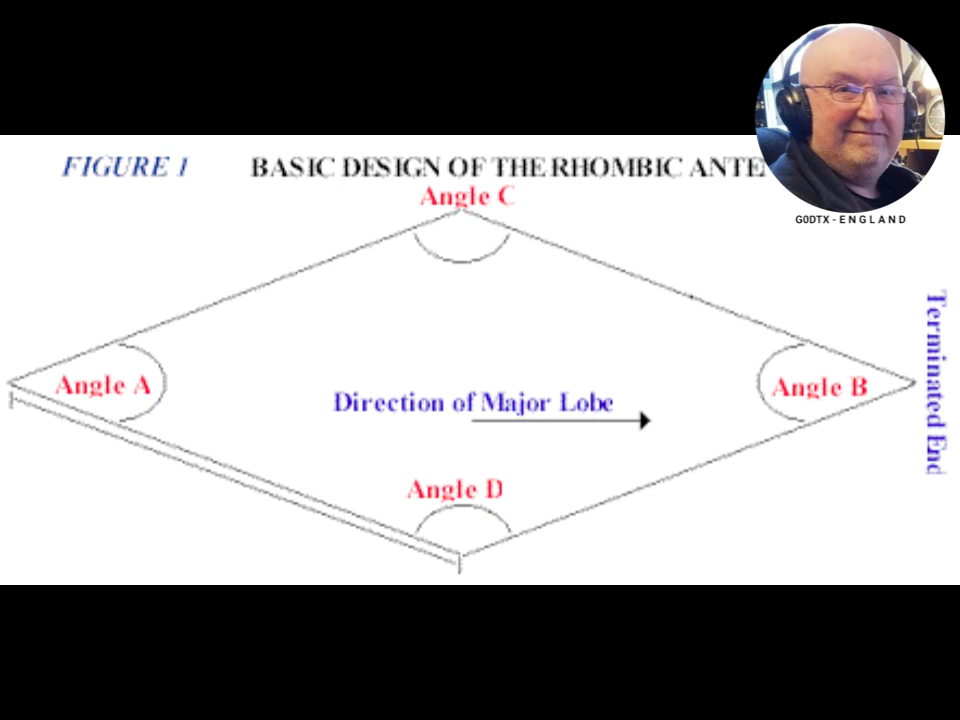 FIGURE 1 BASIC DESIGN OF THE RHOMBIC ANTE
Angle C
G0DTX - ENGLAND
Angle A
Direction of Major Lobe
Angle B
Terminated End
Angle D